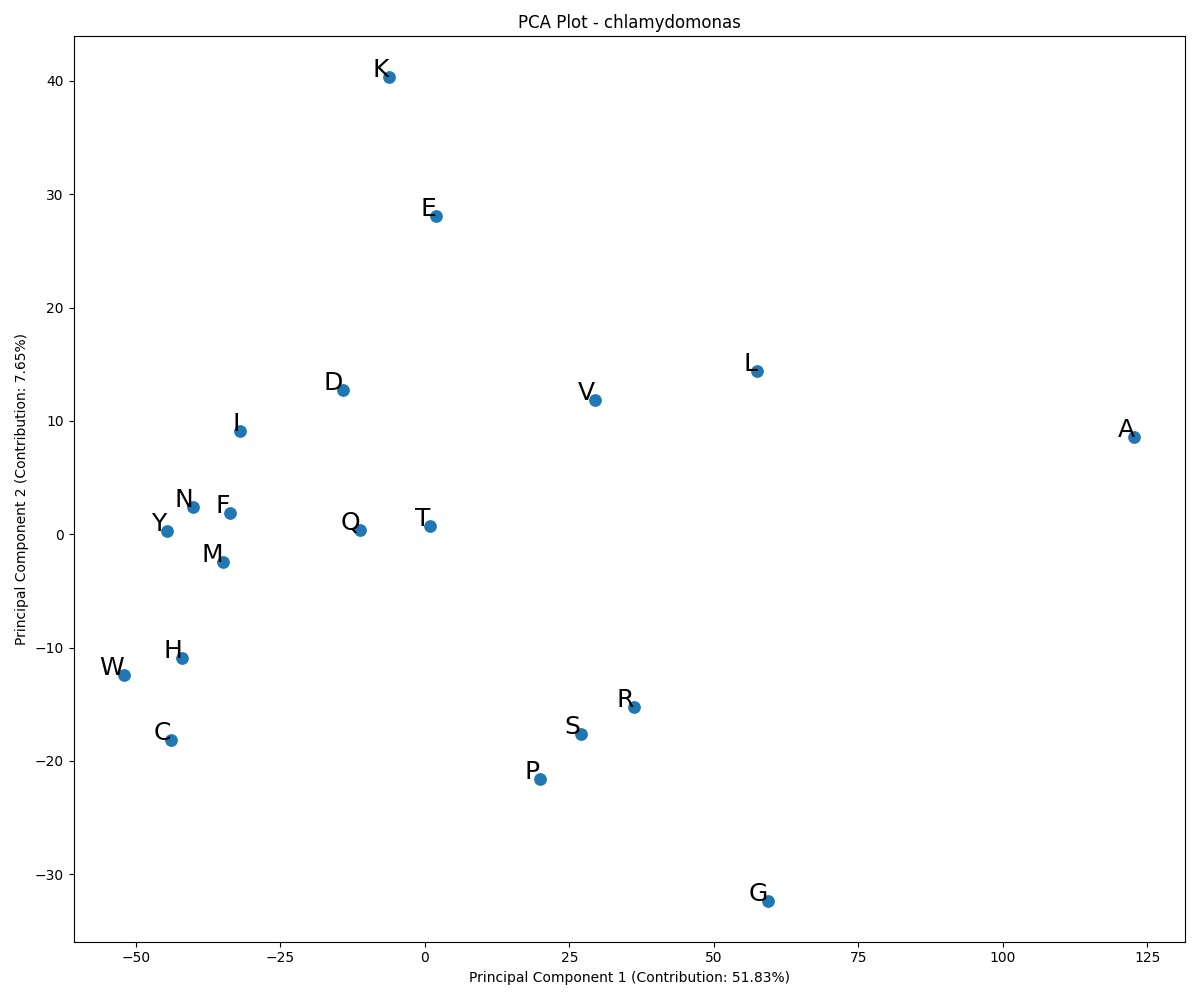 PCA Plot - chlamydomonas
K
E
L
D
V
A
I
N
F
Y
Q
T
M
H
W
R
S
C
P
G
40
30
20
10
0
−10
−20
−30
Principal Component 2 (Contribution: 7.65%)
−50
−25
0
25
50
75
100
125
Principal Component 1 (Contribution: 51.83%)